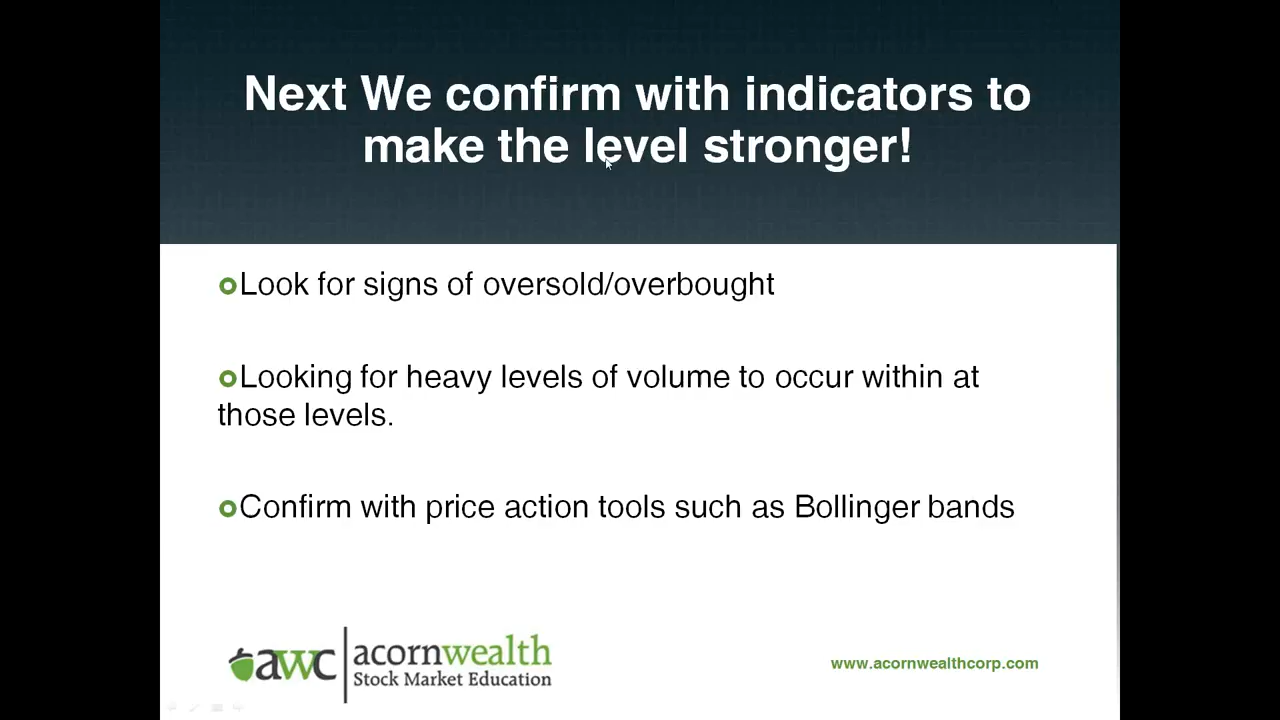 Next We confirm with indicators to
make the level stronger!
Look for signs of oversold/overbought
Looking for heavy levels of volume to occur within at
those levels.
Confirm with price action tools such as Bollinger bands
awc acornwealth
Stock Market Education
www.acornwealthcorp.com